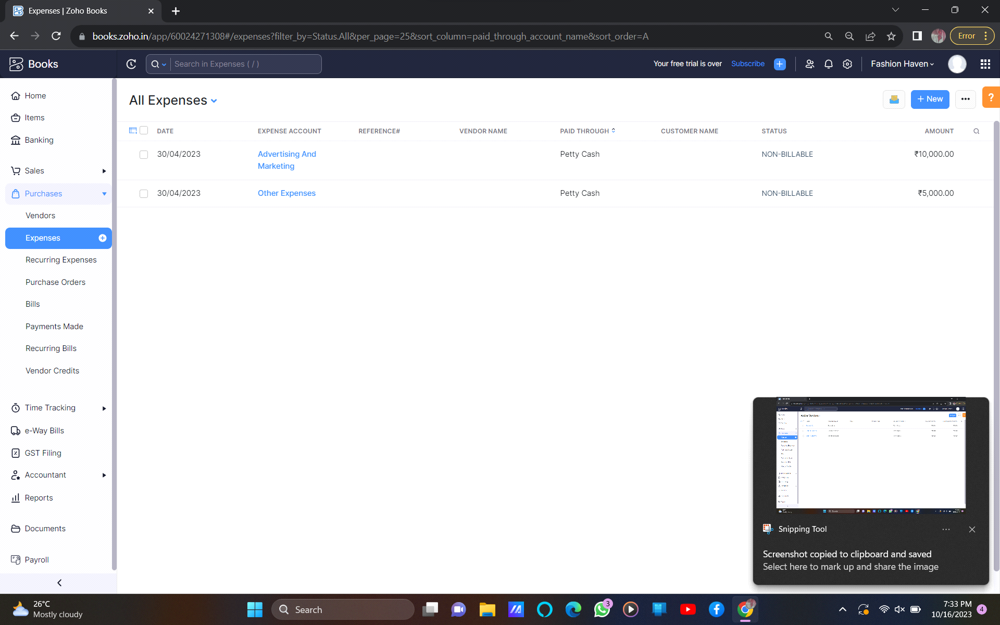 Expenses | Zoho Books
books.zoho.in/app/60024271308#/expenses?filter_by=Status.All&per_page=25&sort_column=paid_through_account_name&sort_order=A
Error
Books
Search in Expenses ( / )
Your free trial is over Subscribe
Fashion Haven
Home
Items
Banking
Sales
Purchases
Vendors
Expenses
Recurring Expenses
Purchase Orders
Bills
Payments Made
Recurring Bills
Vendor Credits
Time Tracking
e-Way Bills
GST Filing
Accountant
Reports
Documents
Payroll
All Expenses
+ New
?
DATE EXPENSE ACCOUNT REFERENCE# VENDOR NAME PAID THROUGH CUSTOMER NAME STATUS AMOUNT
30/04/2023 Advertising And Marketing Petty Cash NON-BILLABLE ₹10,000.00
30/04/2023 Other Expenses Petty Cash NON-BILLABLE ₹5,000.00
Active Vendors
Snipping Tool
Screenshot copied to clipboard and saved
Select here to mark up and share the image
26°C
Mostly cloudy
Search
3
7:33 PM
10/16/2023
4